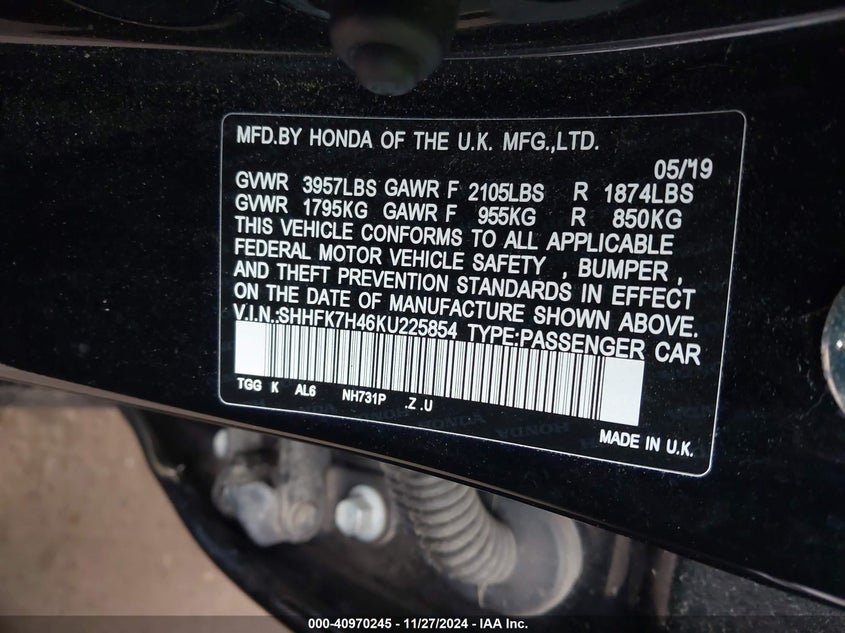 MFD.BY HONDA OF THE U.K. MFG.,LTD.
05/'19
GVWR 3957LBS GAWR F 2105LBS R 1874LBS
GVWR 1795KG GAWR F 955KG R 850KG
THIS VEHICLE CONFORMS TO ALL APPLICABLE
FEDERAL MOTOR VEHICLE SAFETY , BUMPER ,
AND THEFT PREVENTION STANDARDS IN EFFECT
ON THE DATE OF MANUFACTURE SHOWN ABOVE.
V.I.N.:SHHFK7H46KU225854 TYPE:PASSENGER CAR
TGG K AL6 NH731P .Z .U
HONDA
MADE IN U.K.
000-40970245 - 11/27/2024 - IAA Inc.